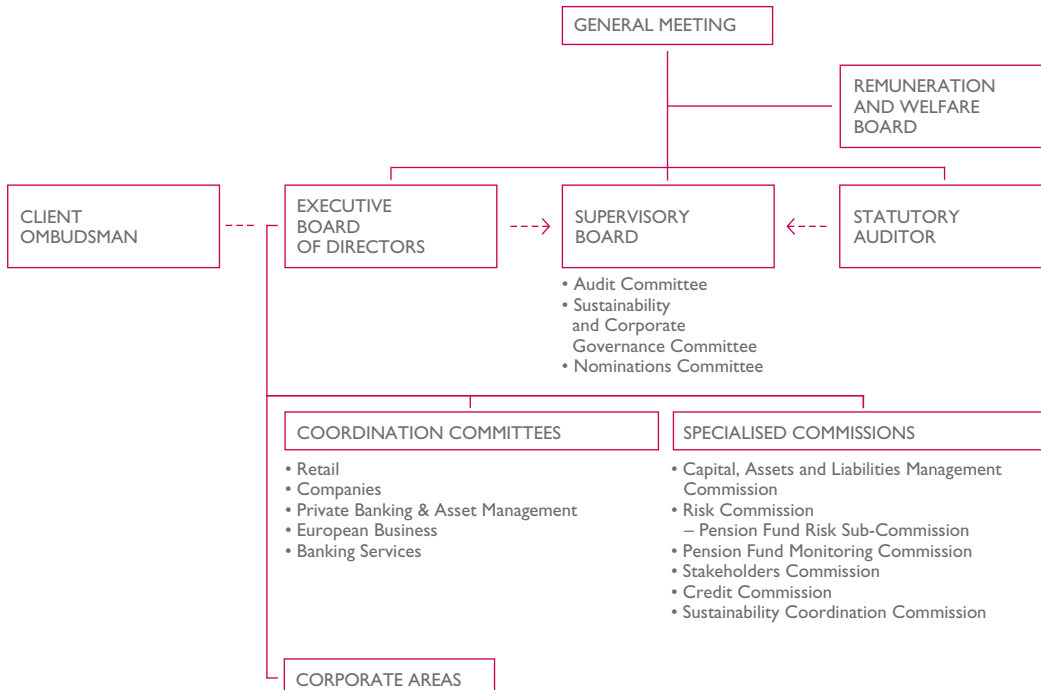 GENERAL MEETING
REMUNERATION
AND WELFARE
BOARD
CLIENT
OMBUDSMAN
EXECUTIVE
BOARD
OF DIRECTORS
SUPERVISORY
BOARD
STATUTORY
AUDITOR
• Audit Committee
• Sustainability
and Corporate
Governance Committee
• Nominations Committee
COORDINATION COMMITTEES
• Retail
• Companies
• Private Banking & Asset Management
• European Business
• Banking Services
SPECIALISED COMMISSIONS
• Capital, Assets and Liabilities Management
Commission
• Risk Commission
– Pension Fund Risk Sub-Commission
• Pension Fund Monitoring Commission
• Stakeholders Commission
• Credit Commission
• Sustainability Coordination Commission
CORPORATE AREAS